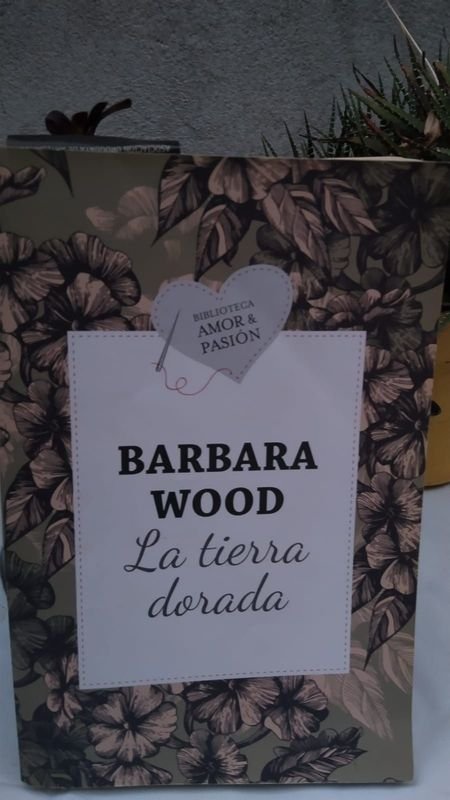 BIBLIOTECA
AMOR &
PASIÓN
BARBARA
WOOD
La tierra
dorada